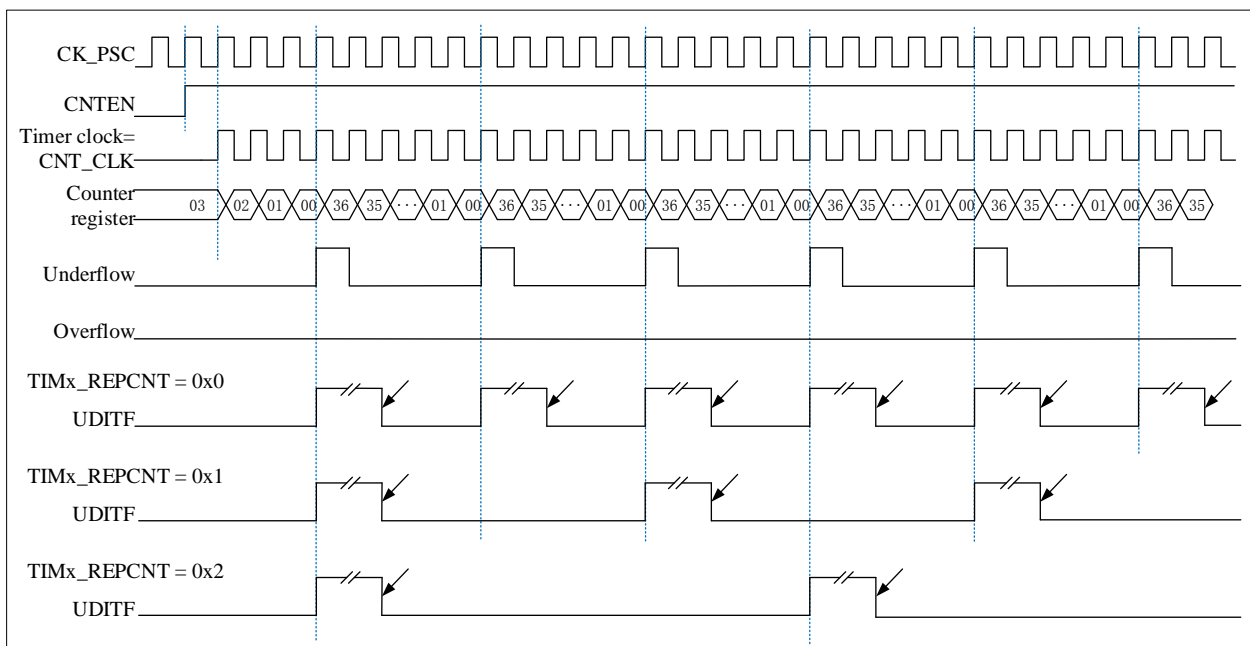 CK_PSC
CNTEN
Timer clock=
CNT_CLK
Counter
register
03 02 01 00 36 35 ··· 01 00 36 35 ··· 01 00 36 35 ··· 01 00 36 35 ··· 01 00 36 35 ··· 01 00 36 35
Underflow
Overflow
TIMx_REPCNT = 0x0
UDITF
TIMx_REPCNT = 0x1
UDITF
TIMx_REPCNT = 0x2
UDITF